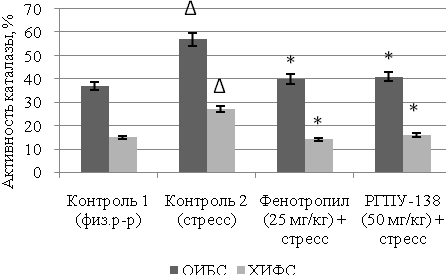 Активность каталазы, %
70
60
50
40
30
20
10
0
Δ
Δ
*
*
*
*
Контроль 1
(физ.р-р)
Контроль 2
(стресс)
Фенотропил
(25 мг/кг) +
стресс
РГПУ-138
(50 мг/кг) +
стресс
ОИБС
ХИФС